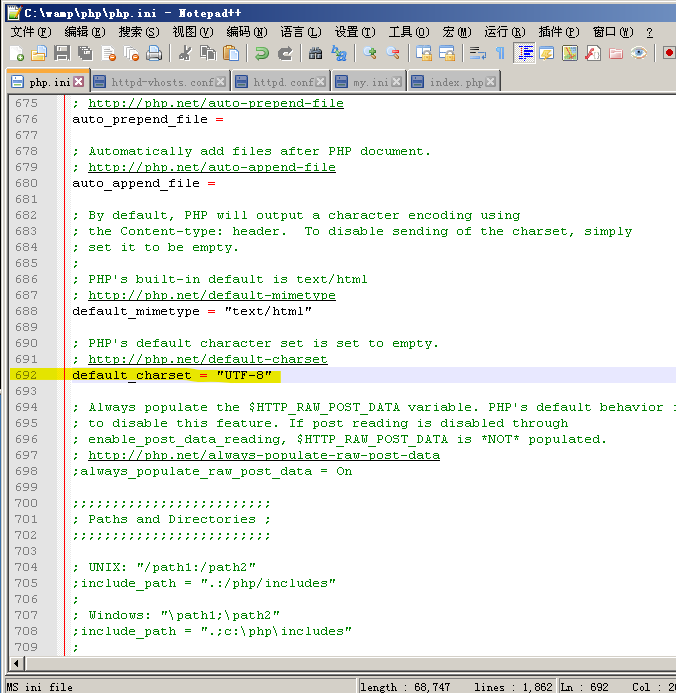 C:\wamp\php\php.ini - Notepad++
文件(F) 编辑(E) 搜索(S) 视图(V) 编码(N) 语言(L) 设置(T) 工具(O) 宏(M) 运行(R) 插件(P) 窗口(W) ?
php.ini httpd-vhosts.conf httpd.conf my.ini index.php
675 ; http://php.net/auto-prepend-file
676 auto_prepend_file =
677
678 ; Automatically add files after PHP document.
679 ; http://php.net/auto-append-file
680 auto_append_file =
681
682 ; By default, PHP will output a character encoding using
683 ; the Content-type: header.  To disable sending of the charset, simply
684 ; set it to be empty.
685 ;
686 ; PHP's built-in default is text/html
687 ; http://php.net/default-mimetype
688 default_mimetype = "text/html"
689
690 ; PHP's default character set is set to empty.
691 ; http://php.net/default-charset
692 default_charset = "UTF-8"
693
694 ; Always populate the $HTTP_RAW_POST_DATA variable. PHP's default behavior
695 ; to disable this feature. If post reading is disabled through
696 ; enable_post_data_reading, $HTTP_RAW_POST_DATA is *NOT* populated.
697 ; http://php.net/always-populate-raw-post-data
698 ;always_populate_raw_post_data = On
699
700 ;;;;;;;;;;;;;;;;;;;;;;;;;
701 ; Paths and Directories ;
702 ;;;;;;;;;;;;;;;;;;;;;;;;;
703
704 ; UNIX: "/path1:/path2"
705 ;include_path = ".:/php/includes"
706 ;
707 ; Windows: "\path1;\path2"
708 ;include_path = ".;c:\php\includes"
709 ;
MS ini file length : 68,747 lines : 1,862 Ln : 692 Col :